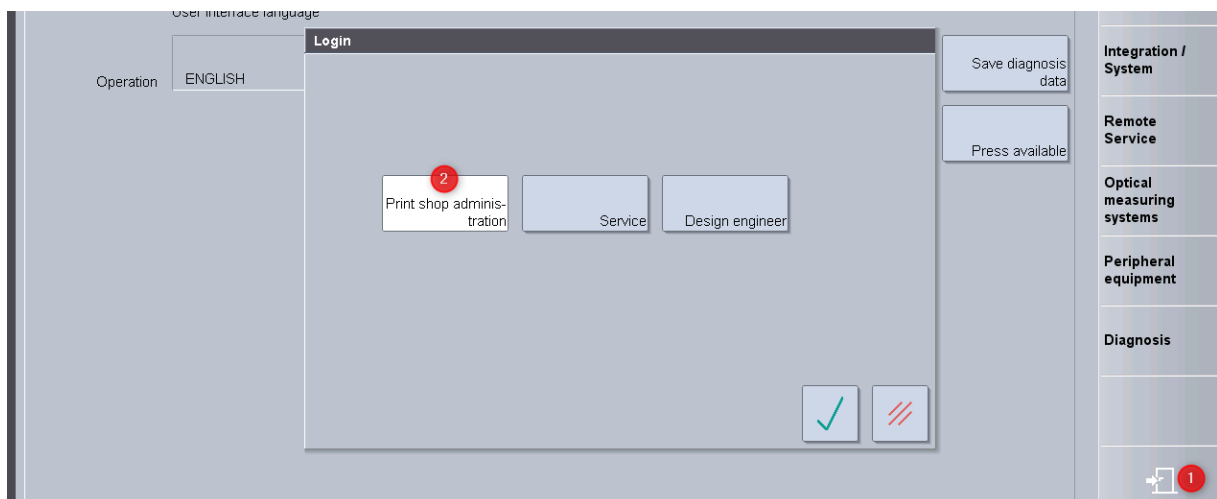 User interface language
Operation
ENGLISH
Login
2
Print shop adminis-
tration
Service
Design engineer
Save diagnosis
data
Press available
Integration /
System
Remote
Service
Optical
measuring
systems
Peripheral
equipment
Diagnosis
1